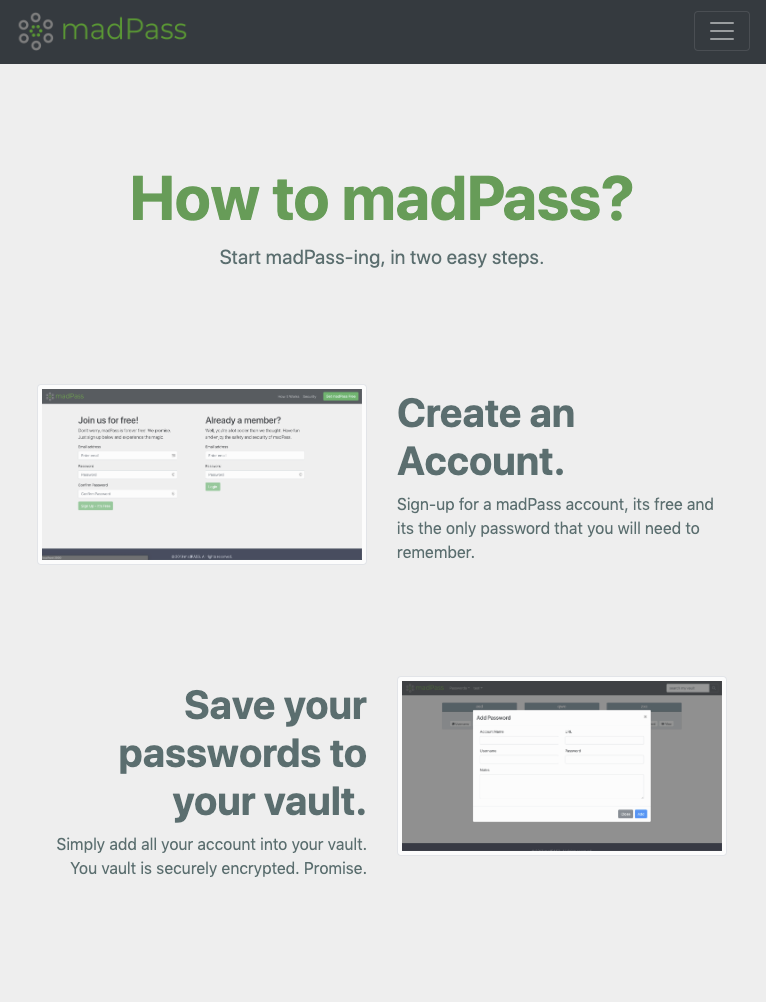 madPass
How to madPass?
Start madPass-ing, in two easy steps.
madPass
Join us for free!
Already a member?
Email address
Email address
Password
Password
Confirm Password
Login
Create an
Account.
Sign-up for a madPass account, its free and
its the only password that you will need to
remember.
Save your
passwords to
your vault.
Simply add all your account into your vault.
You vault is securely encrypted. Promise.
Add Password
Account Name
URL
Username
Password
Notes